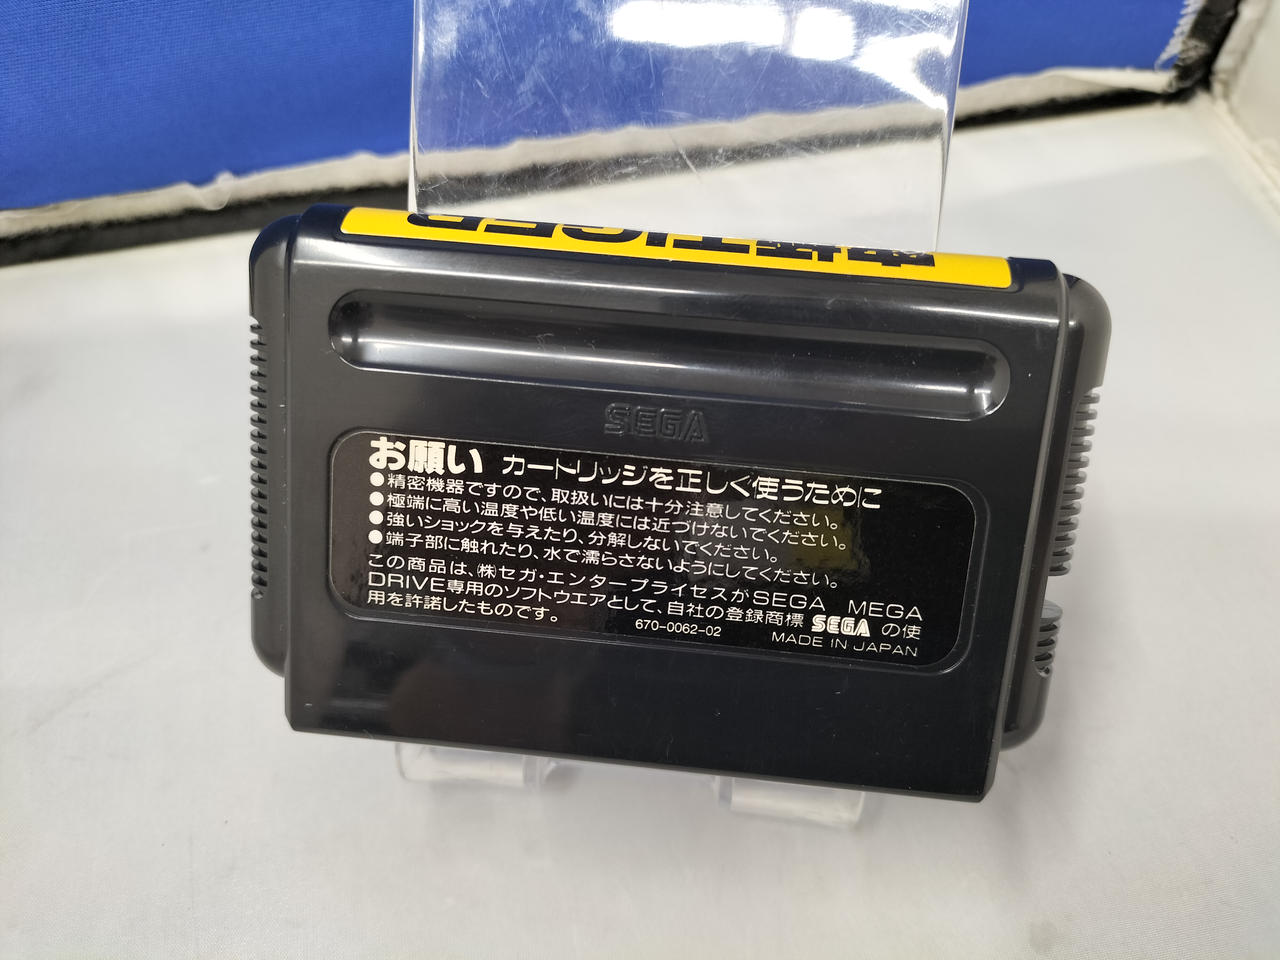 SEGA
お願い カートリッジを正しく使うために
●精密機器ですので、取扱いには十分注意してください。
●極端に高い温度や低い温度には近づけないでください。
●強いショックを与えたり、分解しないでください。
●端子部に触れたり、水で濡らさないようにしてください。
この商品は、㈱セガ・エンタープライセスがSEGA MEGA
DRIVE専用のソフトウエアとして、自社の登録商標 SEGA の使
用を許諾したものです。
670-0062-02
MADE IN JAPAN